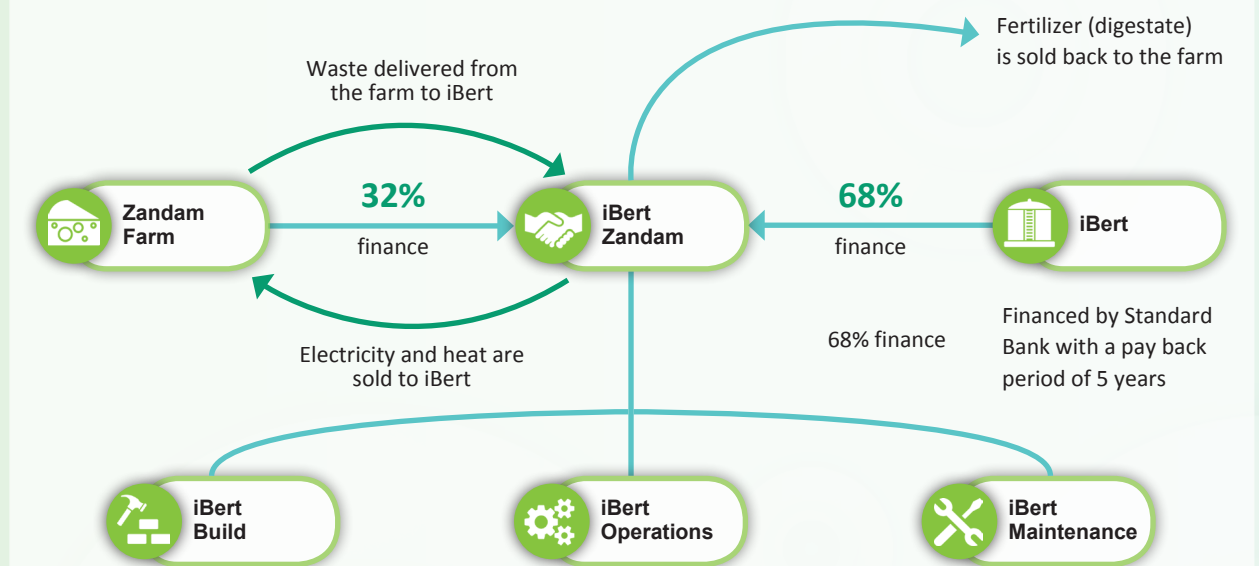 Fertilizer (digestate)
is sold back to the farm
Waste delivered from
the farm to iBert
Zandam
Farm
32%
finance
iBert
Zandam
68%
finance
iBert
Electricity and heat are
sold to iBert
68% finance
Financed by Standard
Bank with a pay back
period of 5 years
iBert
Build
iBert
Operations
iBert
Maintenance